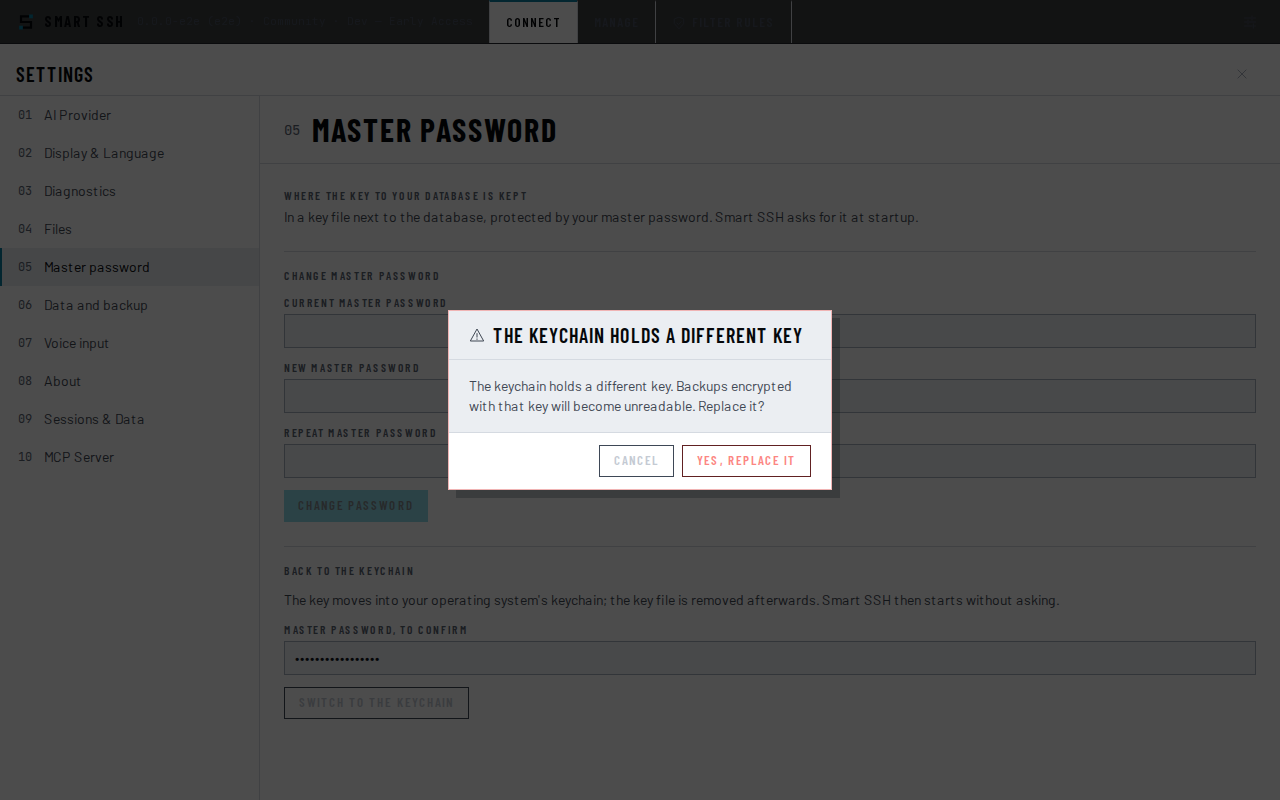 SMART SSH
CONNECT
MANAGE
FILTER RULES
SETTINGS
01 AI Provider
02 Display & Language
03 Diagnostics
04 Files
05 Master password
06 Data and backup
07 Voice input
08 About
09 Sessions & Data
10 MCP Server
05 MASTER PASSWORD
WHERE THE KEY TO YOUR DATABASE IS KEPT
In a key file next to the database, protected by your master password. Smart SSH asks for it at startup.
CHANGE MASTER PASSWORD
CURRENT MASTER PASSWORD
NEW MASTER PASSWORD
REPEAT MASTER PASSWORD
CHANGE PASSWORD
THE KEYCHAIN HOLDS A DIFFERENT KEY
The keychain holds a different key. Backups encrypted
with that key will become unreadable. Replace it?
CANCEL
YES, REPLACE IT
BACK TO THE KEYCHAIN
The key moves into your operating system's keychain; the key file is removed afterwards. Smart SSH then starts without asking.
MASTER PASSWORD, TO CONFIRM
•••••••••••••••••
SWITCH TO THE KEYCHAIN